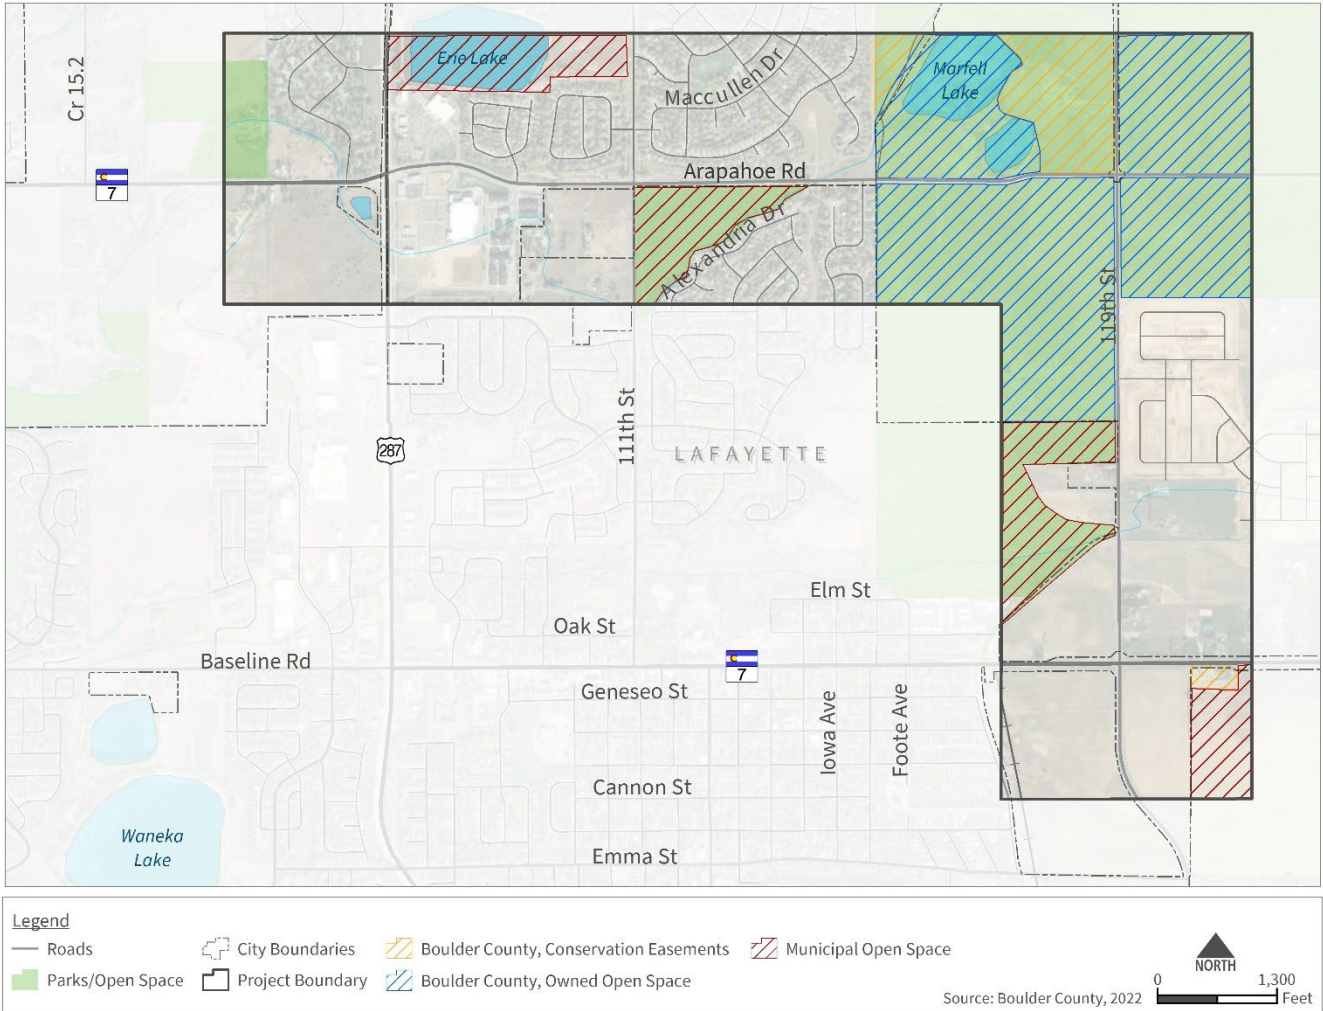 Cr 15.2
Erie Lake
Maccullen Dr
Marfell
Lake
C
7
Arapahoe Rd
Alexandria Dr
119th St
111th St
287
LAFAYETTE
Elm St
Oak St
Baseline Rd
C
7
Geneseo St
Iowa Ave
Foote Ave
Cannon St
Waneka
Lake
Emma St
Legend
Roads
City Boundaries
Boulder County, Conservation Easements
Municipal Open Space
Parks/Open Space
Project Boundary
Boulder County, Owned Open Space
NORTH
0 1,300
Feet
Source: Boulder County, 2022